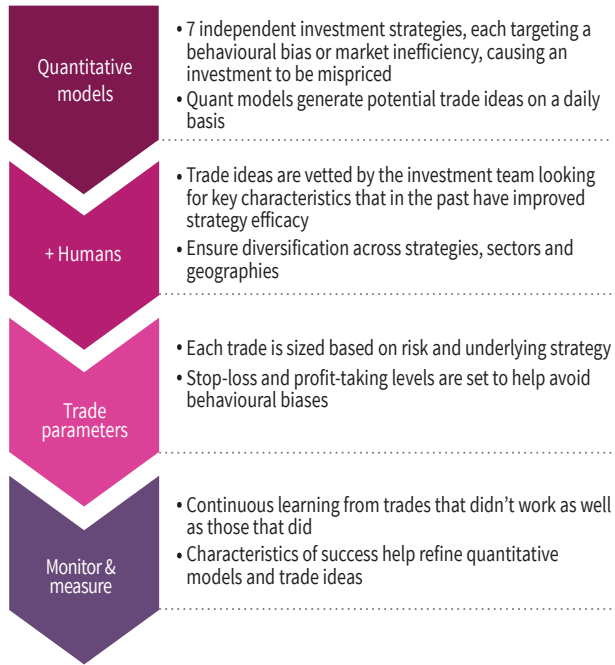 Quantitative
models
• 7 independent investment strategies, each targeting a
behavioural bias or market inefficiency, causing an
investment to be mispriced
• Quant models generate potential trade ideas on a daily
basis
+ Humans
• Trade ideas are vetted by the investment team looking
for key characteristics that in the past have improved
strategy efficacy
• Ensure diversification across strategies, sectors and
geographies
Trade
parameters
• Each trade is sized based on risk and underlying strategy
• Stop-loss and profit-taking levels are set to help avoid
behavioural biases
Monitor &
measure
• Continuous learning from trades that didn’t work as well
as those that did
• Characteristics of success help refine quantitative
models and trade ideas